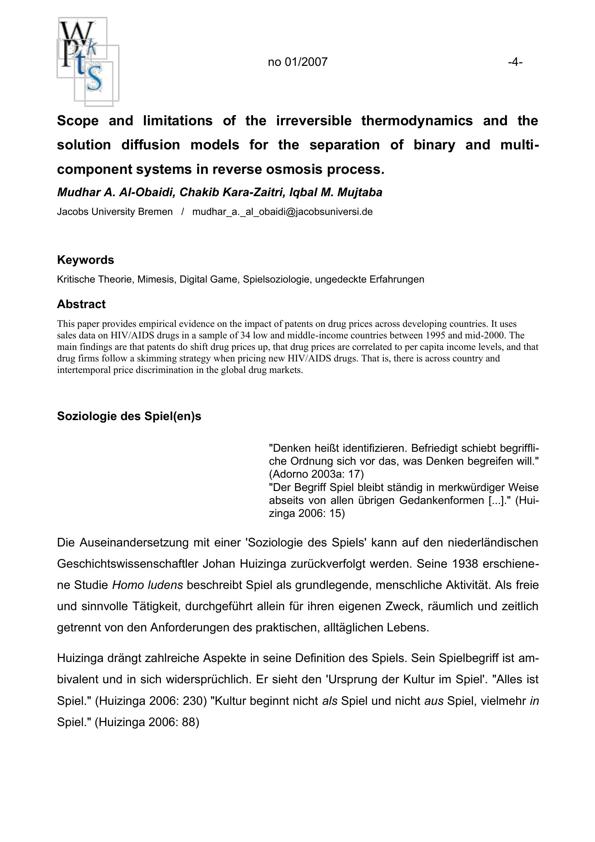 W
Pkt
tS
no 01/2007 -4-
Scope and limitations of the irreversible thermodynamics and the
solution diffusion models for the separation of binary and multi-
component systems in reverse osmosis process.
Mudhar A. Al-Obaidi, Chakib Kara-Zaitri, Iqbal M. Mujtaba
Jacobs University Bremen / mudhar_a._al_obaidi@jacobsuniversi.de
Keywords
Kritische Theorie, Mimesis, Digital Game, Spielsoziologie, ungedeckte Erfahrungen
Abstract
This paper provides empirical evidence on the impact of patents on drug prices across developing countries. It uses
sales data on HIV/AIDS drugs in a sample of 34 low and middle-income countries between 1995 and mid-2000. The
main findings are that patents do shift drug prices up, that drug prices are correlated to per capita income levels, and that
drug firms follow a skimming strategy when pricing new HIV/AIDS drugs. That is, there is across country and
intertemporal price discrimination in the global drug markets.
Soziologie des Spiel(en)s
"Denken heißt identifizieren. Befriedigt schiebt begriffli-
che Ordnung sich vor das, was Denken begreifen will."
(Adorno 2003a: 17)
"Der Begriff Spiel bleibt ständig in merkwürdiger Weise
abseits von allen übrigen Gedankenformen [...]." (Hui-
zinga 2006: 15)
Die Auseinandersetzung mit einer 'Soziologie des Spiels' kann auf den niederländischen
Geschichtswissenschaftler Johan Huizinga zurückverfolgt werden. Seine 1938 erschiene-
ne Studie Homo ludens beschreibt Spiel als grundlegende, menschliche Aktivität. Als freie
und sinnvolle Tätigkeit, durchgeführt allein für ihren eigenen Zweck, räumlich und zeitlich
getrennt von den Anforderungen des praktischen, alltäglichen Lebens.
Huizinga drängt zahlreiche Aspekte in seine Definition des Spiels. Sein Spielbegriff ist am-
bivalent und in sich widersprüchlich. Er sieht den 'Ursprung der Kultur im Spiel'. "Alles ist
Spiel." (Huizinga 2006: 230) "Kultur beginnt nicht als Spiel und nicht aus Spiel, vielmehr in
Spiel." (Huizinga 2006: 88)